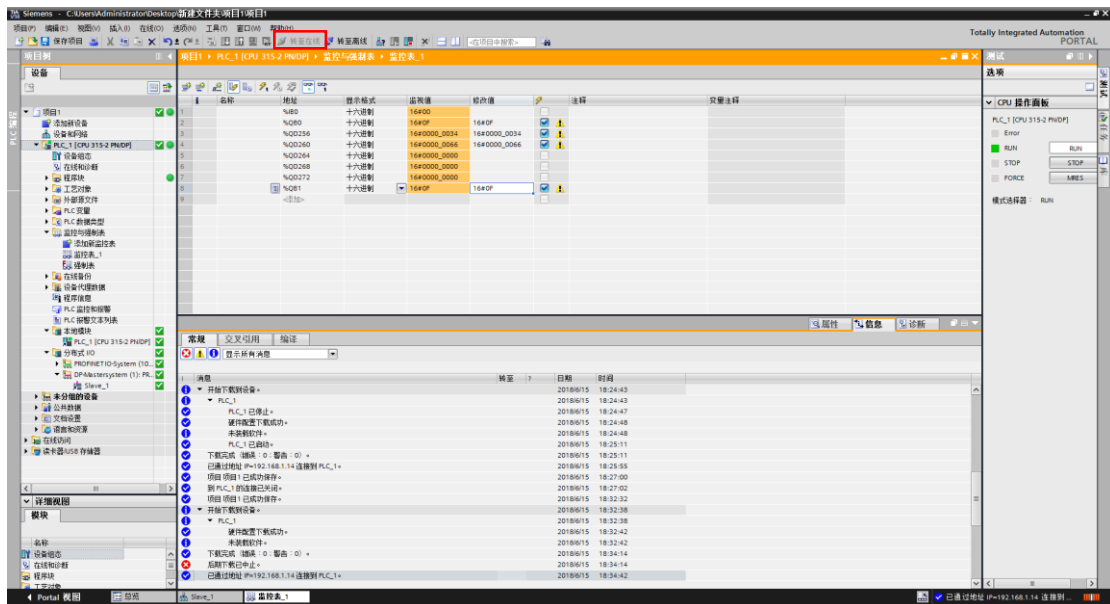 Siemens - C:\Users\Administrator\Desktop\新建文件夹\项目1\项目1
项目(P) 编辑(E) 视图(V) 插入(I) 在线(O) 选项(N) 工具(T) 窗口(W) 帮助(H)
Totally Integrated Automation
PORTAL
保存项目 转至在线 转至离线 <在项目中搜索>
项目树
项目1 ▸ PLC_1 [CPU 315-2 PN/DP] ▸ 监控与强制表 ▸ 监控表_1
测试
设备
选项
i 名称 地址 显示格式 监视值 修改值 注释 变量注释
1 %IB0 十六进制 16#00
2 %QB0 十六进制 16#0F 16#0F
3 %QD256 十六进制 16#0000_0034 16#0000_0034
4 %QD260 十六进制 16#0000_0066 16#0000_0066
5 %QD264 十六进制 16#0000_0000
6 %QD268 十六进制 16#0000_0000
7 %QD272 十六进制 16#0000_0000
8 %QB1 十六进制 16#0F 16#0F
9 <添加>
项目1
添加新设备
设备和网络
PLC_1 [CPU 315-2 PN/DP]
设备组态
在线和诊断
程序块
工艺对象
外部源文件
PLC 变量
PLC 数据类型
监控与强制表
添加新监控表
监控表_1
强制表
在线备份
设备代理数据
程序信息
PLC 监控和报警
PLC 报警文本列表
本地模块
PLC_1 [CPU 315-2 PN/DP]
分布式 I/O
PROFINET IO-System (10...
DP-Mastersystem (1): PR...
Slave_1
未分组的设备
公共数据
文档设置
语言和资源
在线访问
读卡器/USB 存储器
CPU 操作面板
PLC_1 [CPU 315-2 PN/DP]
Error
RUN RUN
STOP STOP
FORCE MRES
模式选择器： RUN
属性 信息 诊断
常规 交叉引用 编译
显示所有消息
! 消息 转至 ? 日期 时间
开始下载到设备。 2018/6/15 18:24:43
PLC_1 2018/6/15 18:24:43
PLC_1 已停止。 2018/6/15 18:24:47
硬件配置下载成功。 2018/6/15 18:24:48
未装载软件。 2018/6/15 18:24:48
PLC_1 已启动。 2018/6/15 18:25:11
下载完成（错误：0；警告：0）。 2018/6/15 18:25:11
已通过地址 IP=192.168.1.14 连接到 PLC_1。 2018/6/15 18:25:55
项目 项目1 已成功保存。 2018/6/15 18:27:00
到 PLC_1 的连接已关闭。 2018/6/15 18:27:02
项目 项目1 已成功保存。 2018/6/15 18:32:32
开始下载到设备。 2018/6/15 18:32:38
PLC_1 2018/6/15 18:32:38
硬件配置下载成功。 2018/6/15 18:32:42
未装载软件。 2018/6/15 18:32:42
下载完成（错误：0；警告：0）。 2018/6/15 18:34:14
后期下载已中止。 2018/6/15 18:34:14
已通过地址 IP=192.168.1.14 连接到 PLC_1。 2018/6/15 18:34:42
详细视图
模块
名称
设备组态
在线和诊断
程序块
工艺对象
Portal 视图 总览 Slave_1 监控表_1 已通过地址 IP=192.168.1.14 连接到 ...